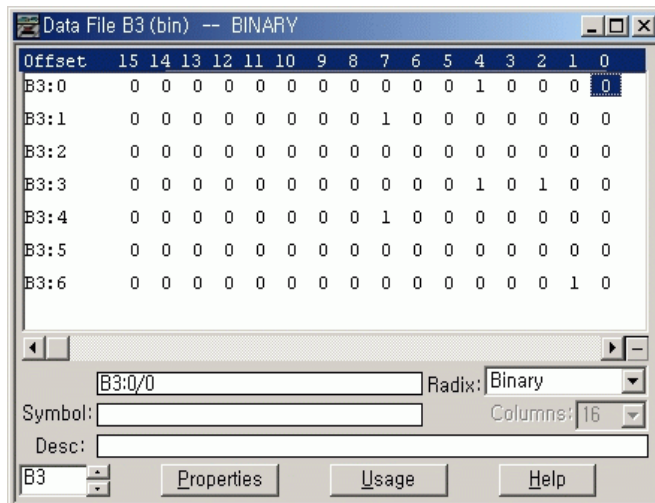 Data File B3 (bin) -- BINARY
Offset 15 14 13 12 11 10 9 8 7 6 5 4 3 2 1 0
B3:0 0 0 0 0 0 0 0 0 0 0 0 1 0 0 0 0
B3:1 0 0 0 0 0 0 0 0 1 0 0 0 0 0 0 0
B3:2 0 0 0 0 0 0 0 0 0 0 0 0 0 0 0 0
B3:3 0 0 0 0 0 0 0 0 0 0 0 1 0 1 0 0
B3:4 0 0 0 0 0 0 0 0 1 0 0 0 0 0 0 0
B3:5 0 0 0 0 0 0 0 0 0 0 0 0 0 0 0 0
B3:6 0 0 0 0 0 0 0 0 0 0 0 0 0 0 1 0
B3:0/0 Radix: Binary
Symbol: Columns: 16
Desc:
B3 Properties Usage Help